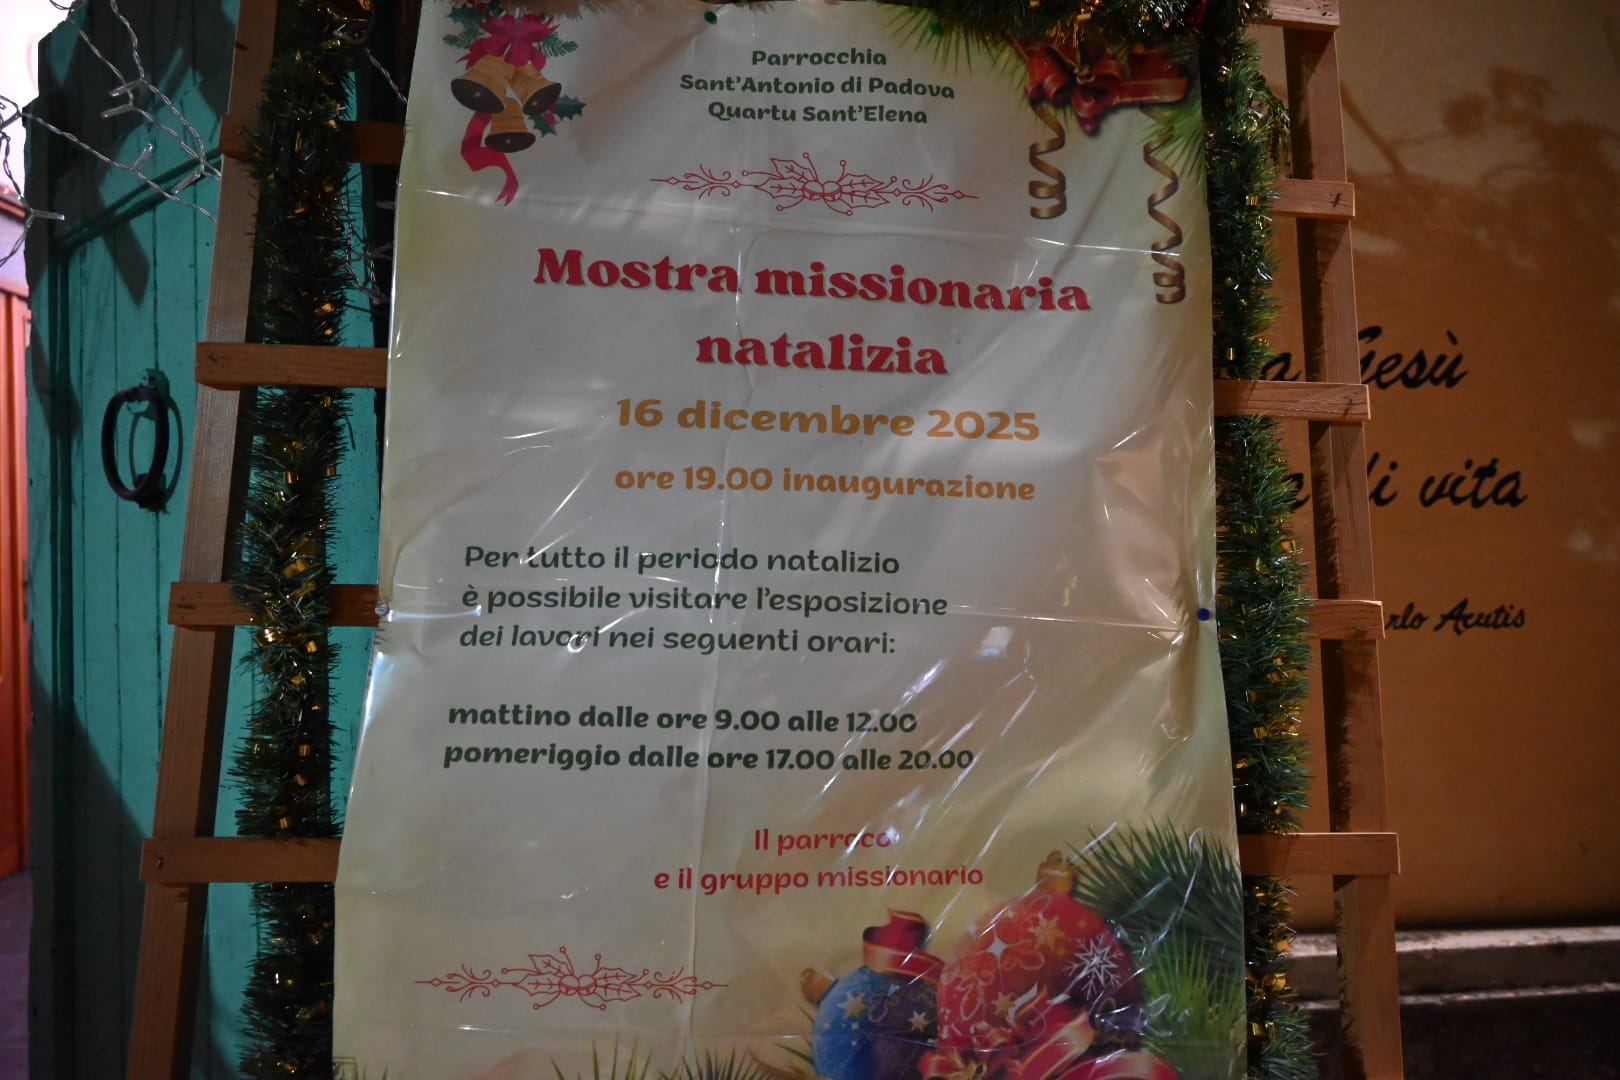 Parrocchia
Sant'Antonio di Padova
Quartu Sant'Elena
Mostra missionaria
natalizia
16 dicembre 2025
ore 19.00 inaugurazione
Per tutto il periodo natalizio
è possibile visitare l'esposizione
dei lavori nei seguenti orari:
mattino dalle ore 9.00 alle 12.00
pomeriggio dalle ore 17.00 alle 20.00
Il parroco
e il gruppo missionario
Gesù
di vita
Acutis